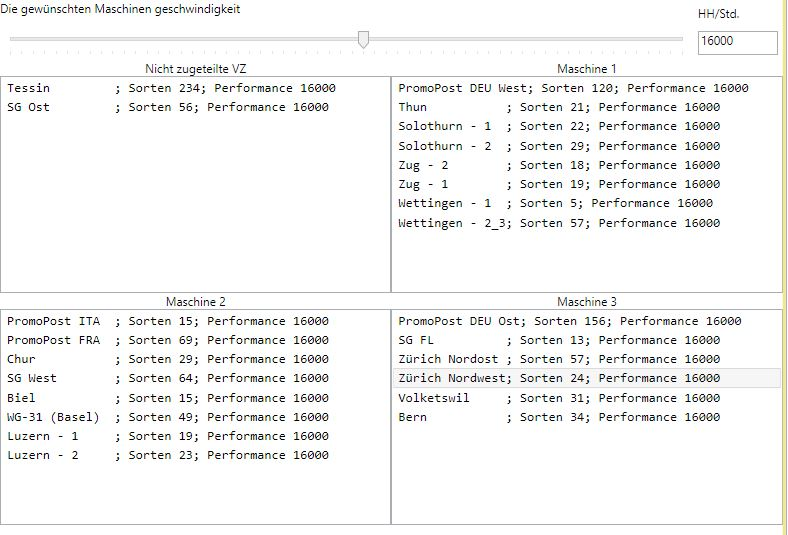 Die gewünschten Maschinen geschwindigkeit
HH/Std.
16000
Nicht zugeteilte VZ
Tessin ; Sorten 234; Performance 16000
SG Ost ; Sorten 56; Performance 16000
Maschine 1
PromoPost DEU West; Sorten 120; Performance 16000
Thun ; Sorten 21; Performance 16000
Solothurn - 1 ; Sorten 22; Performance 16000
Solothurn - 2 ; Sorten 29; Performance 16000
Zug - 2 ; Sorten 18; Performance 16000
Zug - 1 ; Sorten 19; Performance 16000
Wettingen - 1 ; Sorten 5; Performance 16000
Wettingen - 2_3; Sorten 57; Performance 16000
Maschine 2
PromoPost ITA ; Sorten 15; Performance 16000
PromoPost FRA ; Sorten 69; Performance 16000
Chur ; Sorten 29; Performance 16000
SG West ; Sorten 64; Performance 16000
Biel ; Sorten 15; Performance 16000
WG-31 (Basel) ; Sorten 49; Performance 16000
Luzern - 1 ; Sorten 19; Performance 16000
Luzern - 2 ; Sorten 23; Performance 16000
Maschine 3
PromoPost DEU Ost; Sorten 156; Performance 16000
SG FL ; Sorten 13; Performance 16000
Zürich Nordost ; Sorten 57; Performance 16000
Zürich Nordwest; Sorten 24; Performance 16000
Volketswil ; Sorten 31; Performance 16000
Bern ; Sorten 34; Performance 16000